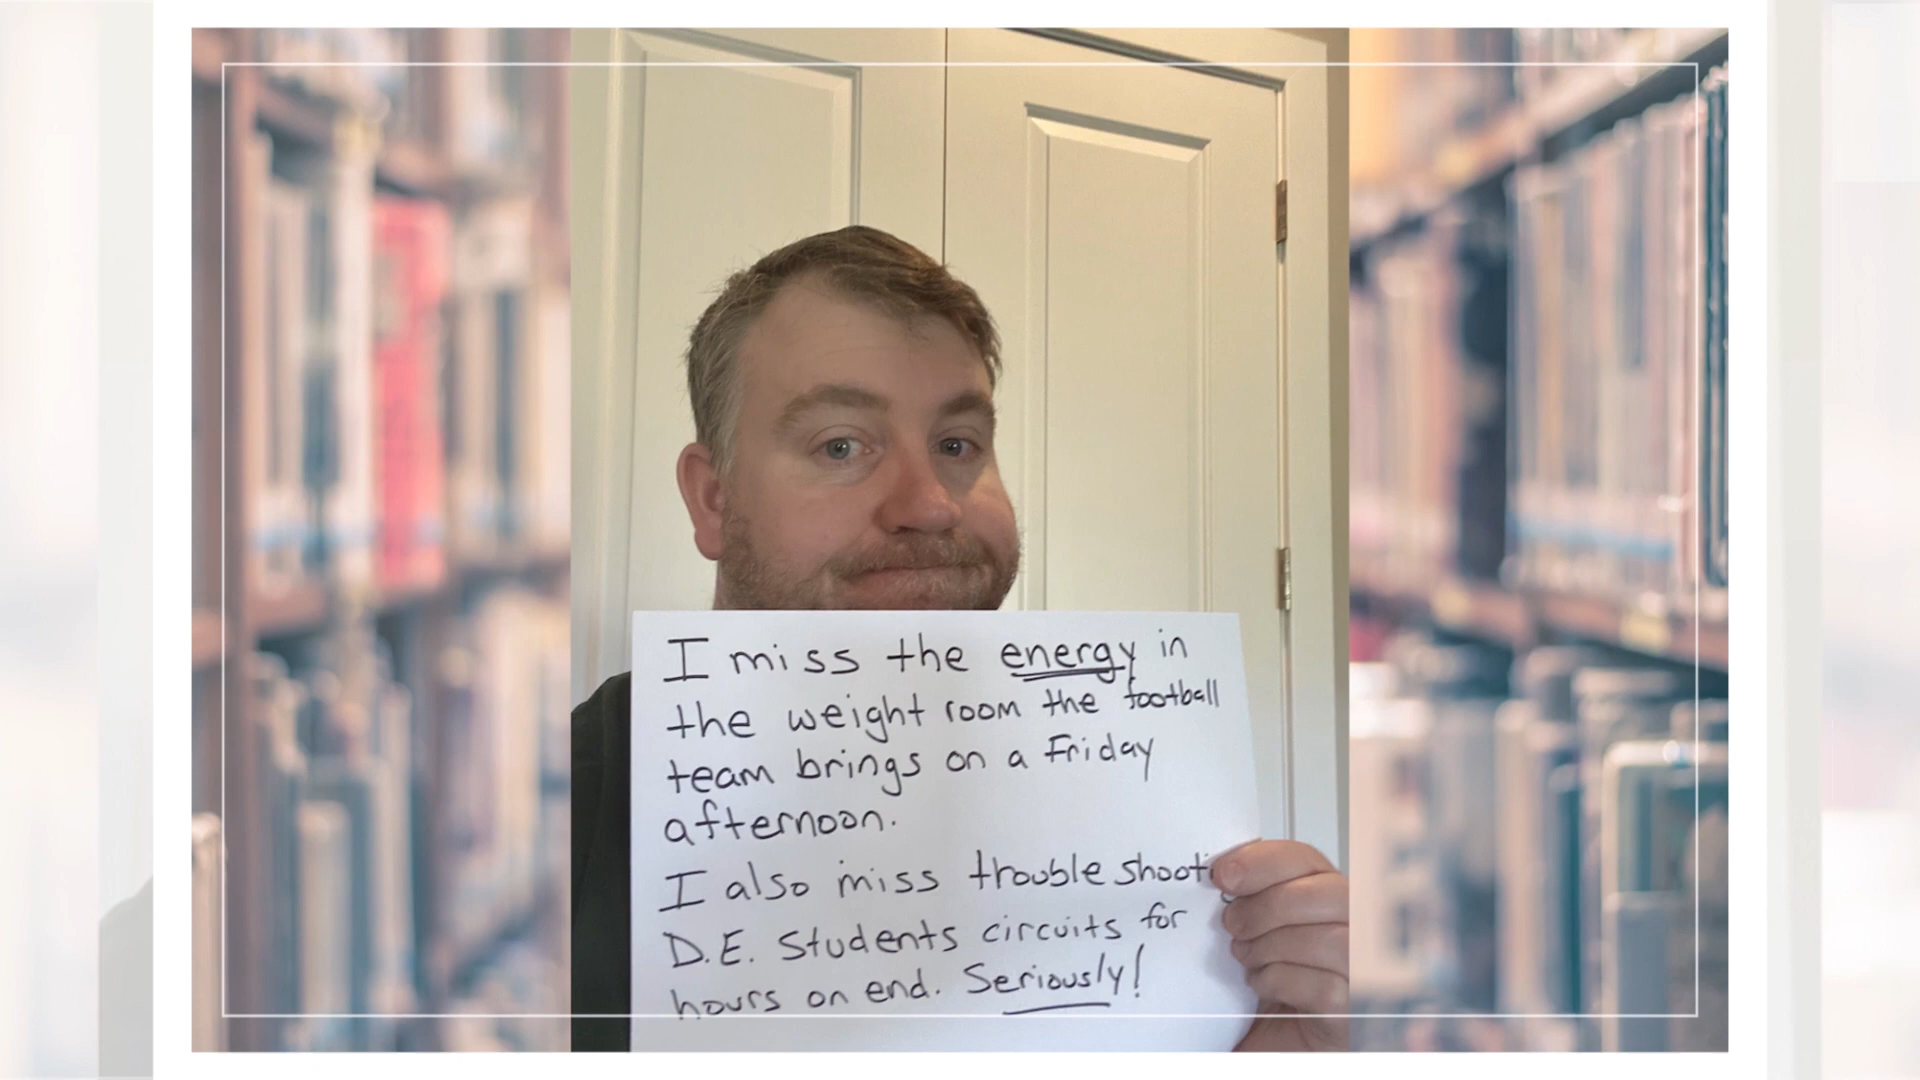 I miss the energy in
the weight room the football
team brings on a Friday
afternoon.
I also miss trouble shooti
D.E. Students circuits for
hours on end. Seriously!